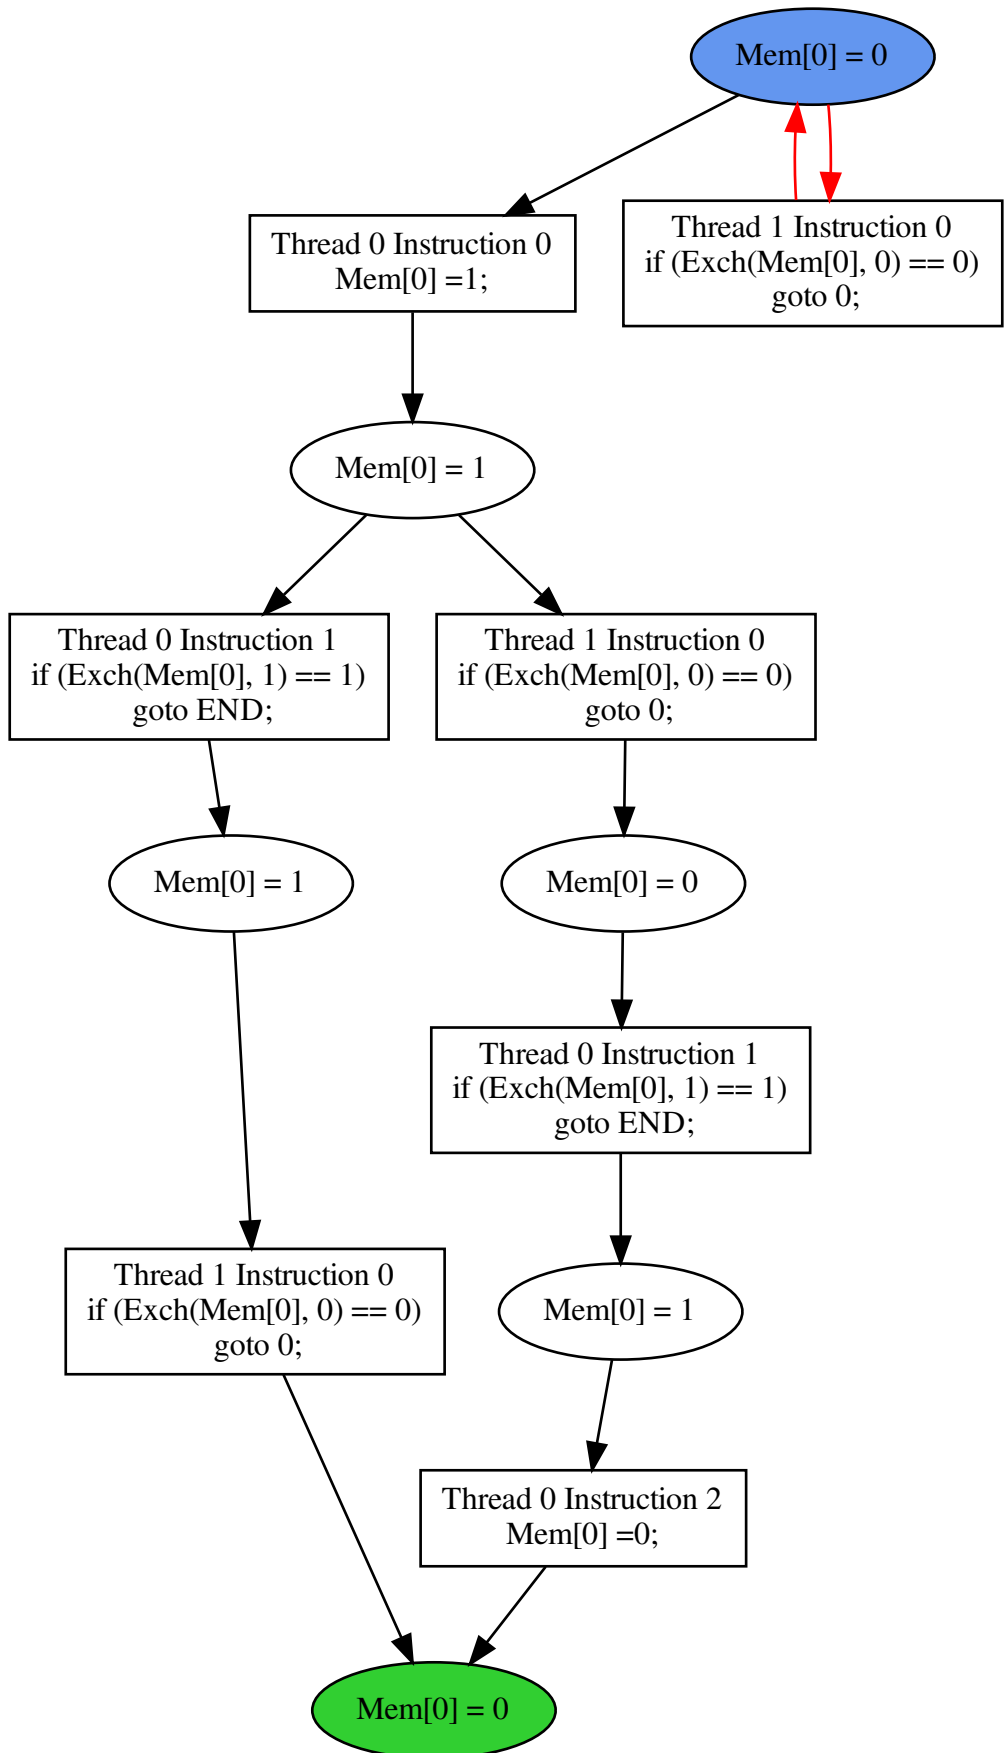 Mem[0] = 0
Thread 0 Instruction 0
Mem[0] =1;
Thread 1 Instruction 0
if (Exch(Mem[0], 0) == 0)
goto 0;
Mem[0] = 1
Thread 0 Instruction 1
if (Exch(Mem[0], 1) == 1)
goto END;
Thread 1 Instruction 0
if (Exch(Mem[0], 0) == 0)
goto 0;
Mem[0] = 1
Mem[0] = 0
Thread 0 Instruction 1
if (Exch(Mem[0], 1) == 1)
goto END;
Thread 1 Instruction 0
if (Exch(Mem[0], 0) == 0)
goto 0;
Mem[0] = 1
Thread 0 Instruction 2
Mem[0] =0;
Mem[0] = 0